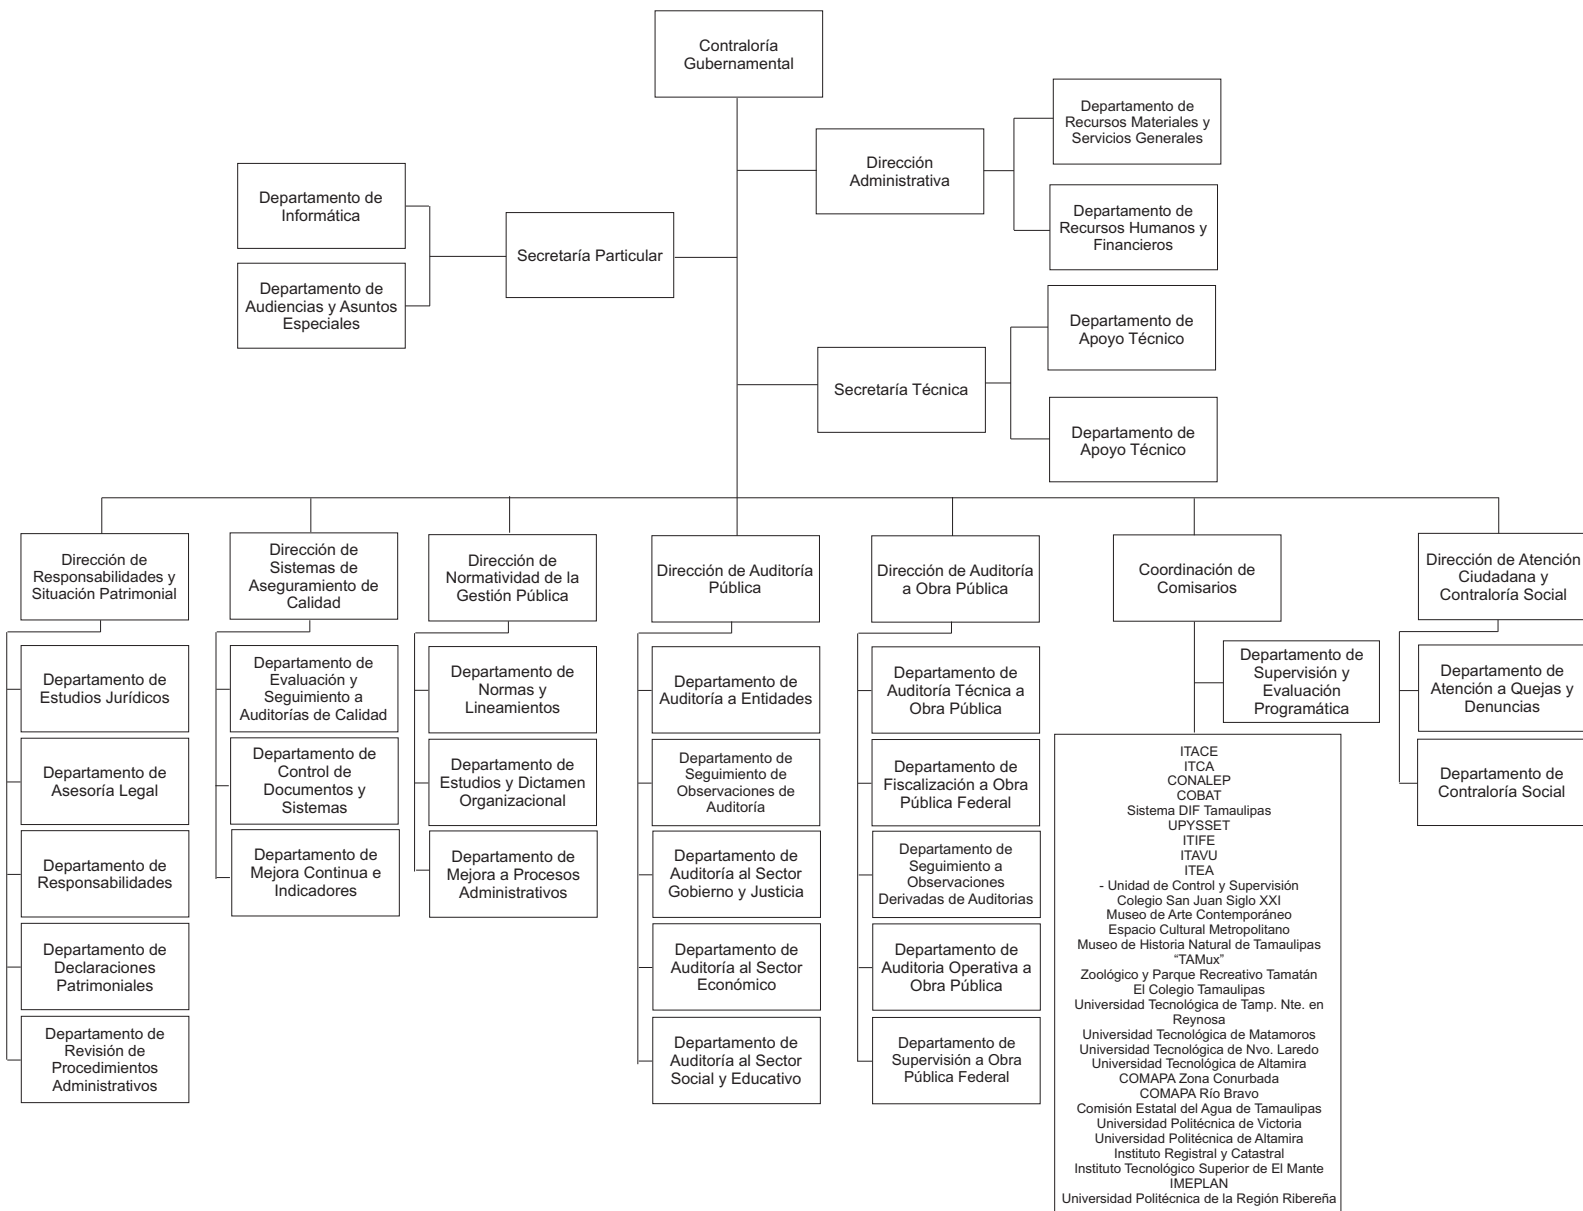 Contraloría
Gubernamental
Departamento de
Recursos Materiales y
Servicios Generales
Dirección
Administrativa
Departamento de
Recursos Humanos y
Financieros
Departamento de
Informática
Secretaría Particular
Departamento de
Audiencias y Asuntos
Especiales
Departamento de
Apoyo Técnico
Secretaría Técnica
Departamento de
Apoyo Técnico
Dirección de
Responsabilidades y
Situación Patrimonial
Departamento de
Estudios Jurídicos
Departamento de
Asesoría Legal
Departamento de
Responsabilidades
Departamento de
Declaraciones
Patrimoniales
Departamento de
Revisión de
Procedimientos
Administrativos
Dirección de
Sistemas de
Aseguramiento de
Calidad
Departamento de
Evaluación y
Seguimiento a
Auditorías de Calidad
Departamento de
Control de
Documentos y
Sistemas
Departamento de
Mejora Continua e
Indicadores
Dirección de
Normatividad de la
Gestión Pública
Departamento de
Normas y
Lineamientos
Departamento de
Estudios y Dictamen
Organizacional
Departamento de
Mejora a Procesos
Administrativos
Dirección de Auditoría
Pública
Departamento de
Auditoría a Entidades
Departamento de
Seguimiento de
Observaciones de
Auditoría
Departamento de
Auditoría al Sector
Gobierno y Justicia
Departamento de
Auditoría al Sector
Económico
Departamento de
Auditoría al Sector
Social y Educativo
Dirección de Auditoría
a Obra Pública
Departamento de
Auditoría Técnica a
Obra Pública
Departamento de
Fiscalización a Obra
Pública Federal
Departamento de
Seguimiento a
Observaciones
Derivadas de Auditorias
Departamento de
Auditoria Operativa a
Obra Pública
Departamento de
Supervisión a Obra
Pública Federal
Coordinación de
Comisarios
Departamento de
Supervisión y
Evaluación
Programática
ITACE
ITCA
CONALEP
COBAT
Sistema DIF Tamaulipas
UPYSSET
ITIFE
ITAVU
ITEA
- Unidad de Control y Supervisión
Colegio San Juan Siglo XXI
Museo de Arte Contemporáneo
Espacio Cultural Metropolitano
Museo de Historia Natural de Tamaulipas
“TAMux”
Zoológico y Parque Recreativo Tamatán
El Colegio Tamaulipas
Universidad Tecnológica de Tamp. Nte. en
Reynosa
Universidad Tecnológica de Matamoros
Universidad Tecnológica de Nvo. Laredo
Universidad Tecnológica de Altamira
COMAPA Zona Conurbada
COMAPA Río Bravo
Comisión Estatal del Agua de Tamaulipas
Universidad Politécnica de Victoria
Universidad Politécnica de Altamira
Instituto Registral y Catastral
Instituto Tecnológico Superior de El Mante
IMEPLAN
Universidad Politécnica de la Región Ribereña
Dirección de Atención
Ciudadana y
Contraloría Social
Departamento de
Atención a Quejas y
Denuncias
Departamento de
Contraloría Social